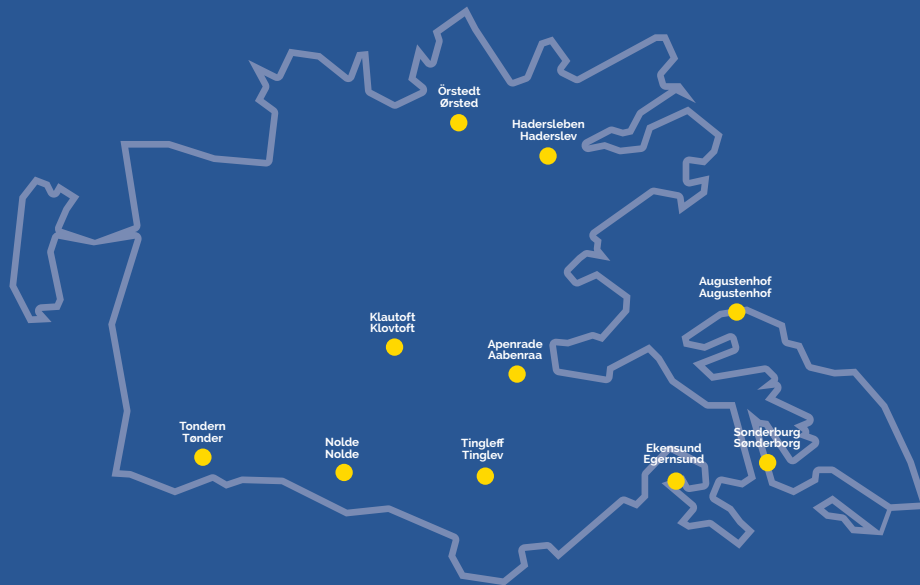 Örstedt
Ørsted
Hadersleben
Haderslev
Augustenhof
Augustenhof
Klautoft
Klovtoft
Apenrade
Aabenraa
Tondern
Tønder
Nolde
Nolde
Tingleff
Tinglev
Ekensund
Egernsund
Sonderburg
Sønderborg